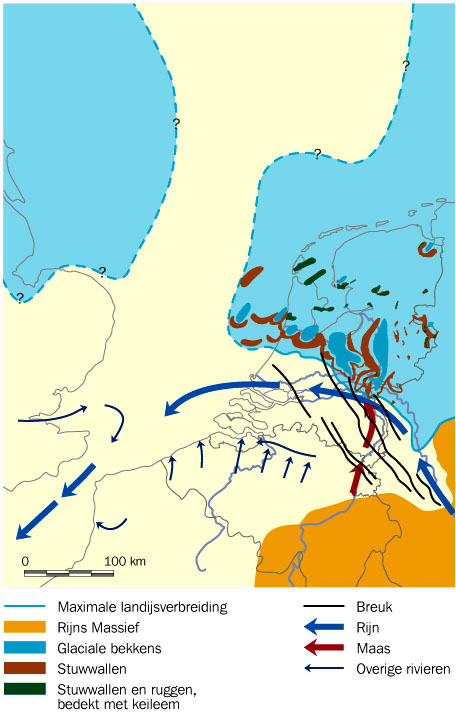 ?
?
?
?
?
0 100 km
Maximale landijsverbreiding
Rijns Massief
Glaciale bekkens
Stuwwallen
Stuwwallen en ruggen,
bedekt met keileem
Breuk
Rijn
Maas
Overige rivieren